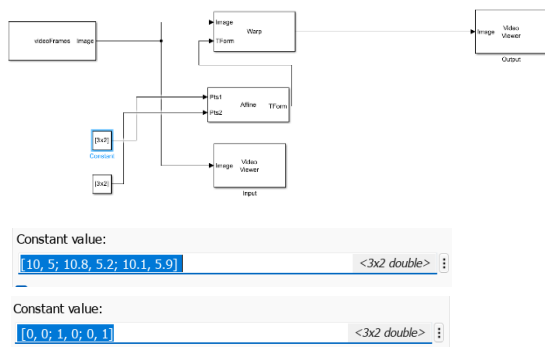 Image
Warp
TForm
Image
Video
Viewer
Output
videoFrames
Image
Pts1
Pts2
Affine
TForm
[3x2]
Constant
[3x2]
Image
Video
Viewer
Input
Constant value:
[10, 5; 10.8, 5.2; 10.1, 5.9]
<3x2 double>
Constant value:
[0, 0; 1, 0; 0, 1]
<3x2 double>